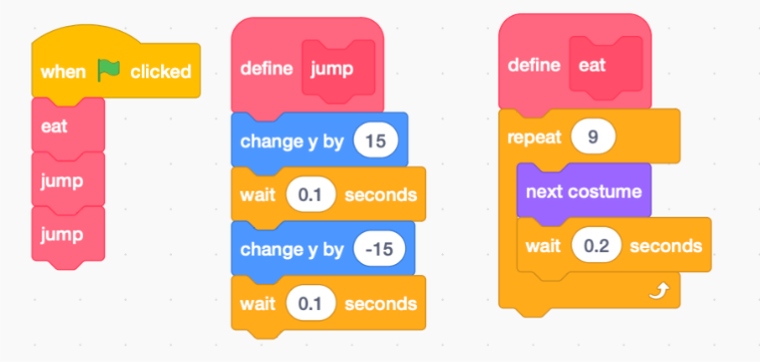 when clicked
eat
jump
jump
define jump
change y by 15
wait 0.1 seconds
change y by -15
wait 0.1 seconds
define eat
repeat 9
next costume
wait 0.2 seconds